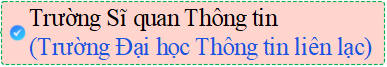 Trường Sĩ quan Thông tin
(Trường Đại học Thông tin liên lạc)